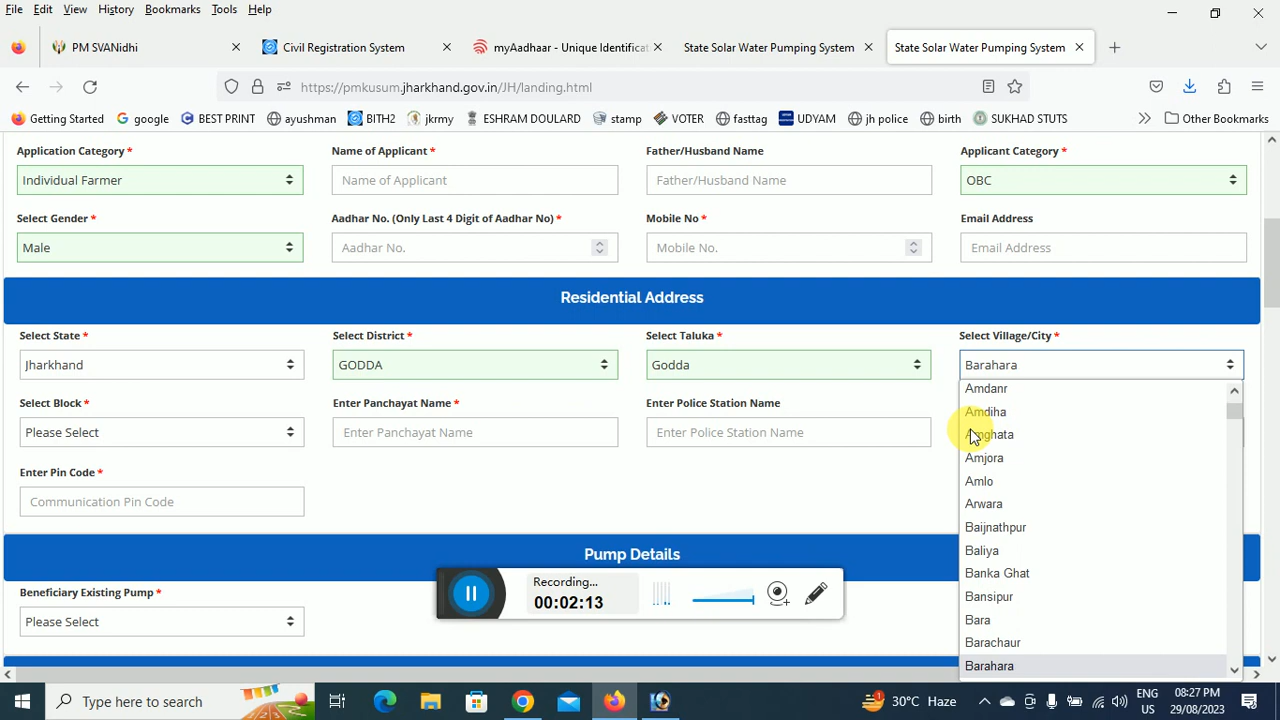 File Edit View History Bookmarks Tools Help
PM SVANidhi
Civil Registration System
myAadhaar - Unique Identificat
State Solar Water Pumping System
State Solar Water Pumping System
https://pmkusum.jharkhand.gov.in/JH/landing.html
Getting Started google BEST PRINT ayushman BITH2 jkrmy ESHRAM DOULARD stamp VOTER fasttag UDYAM jh police birth SUKHAD STUTS Other Bookmarks
Application Category * Name of Applicant * Father/Husband Name Applicant Category *
Individual Farmer Name of Applicant Father/Husband Name OBC
Select Gender * Aadhar No. (Only Last 4 Digit of Aadhar No) * Mobile No * Email Address
Male Aadhar No. Mobile No. Email Address
Residential Address
Select State * Select District * Select Taluka * Select Village/City *
Jharkhand GODDA Godda Barahara
Select Block * Enter Panchayat Name * Enter Police Station Name
Please Select Enter Panchayat Name Enter Police Station Name
Enter Pin Code *
Communication Pin Code
Amdanr
Amdiha
Amghata
Amjora
Amlo
Arwara
Baijnathpur
Baliya
Banka Ghat
Bansipur
Bara
Barachaur
Barahara
Pump Details
Beneficiary Existing Pump *
Please Select
Recording...
00:02:13
Type here to search
30°C Haze
ENG
US
08:27 PM
29/08/2023